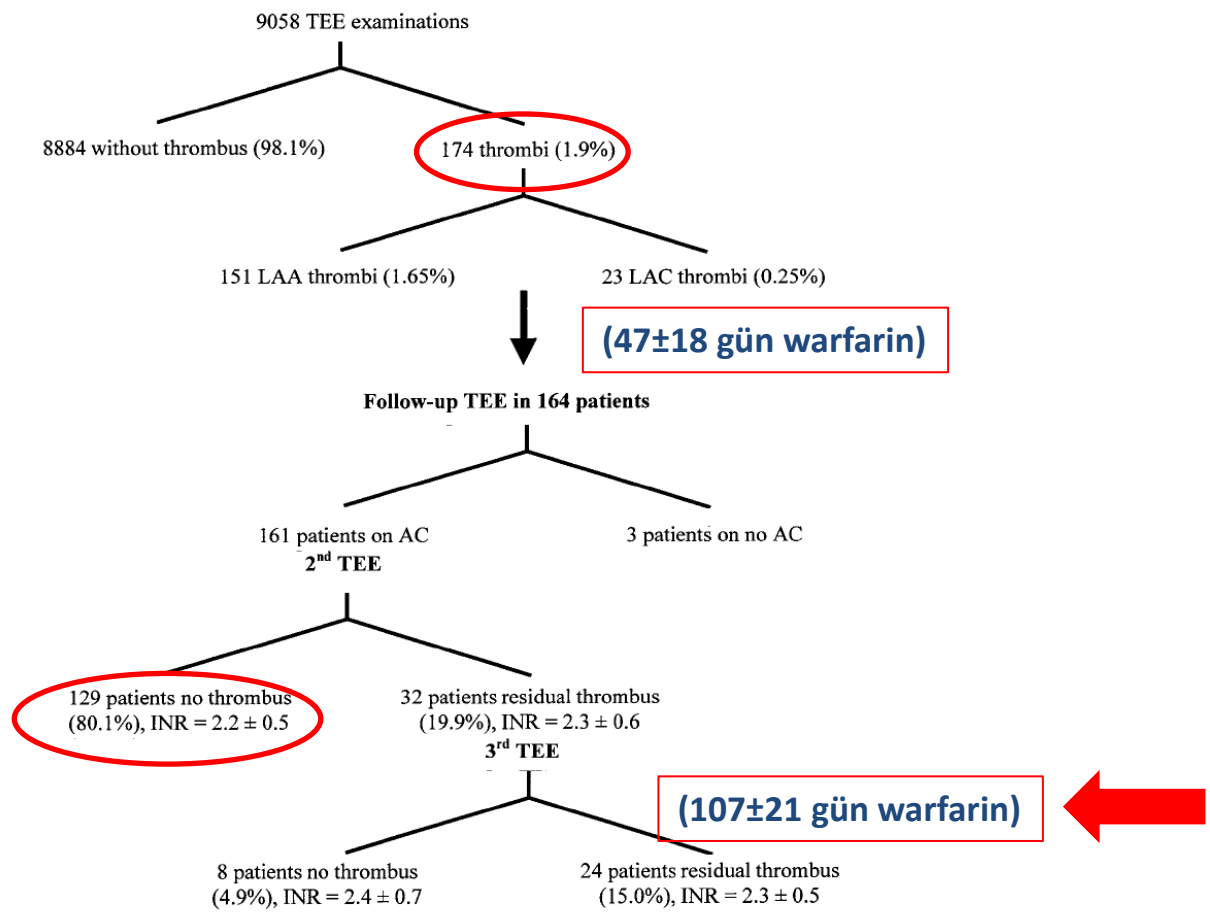 9058 TEE examinations
8884 without thrombus (98.1%)
174 thrombi (1.9%)
151 LAA thrombi (1.65%)
23 LAC thrombi (0.25%)
(47±18 gün warfarin)
Follow-up TEE in 164 patients
161 patients on AC
2nd TEE
3 patients on no AC
129 patients no thrombus
(80.1%), INR = 2.2 ± 0.5
32 patients residual thrombus
(19.9%), INR = 2.3 ± 0.6
3rd TEE
(107±21 gün warfarin)
8 patients no thrombus
(4.9%), INR = 2.4 ± 0.7
24 patients residual thrombus
(15.0%), INR = 2.3 ± 0.5